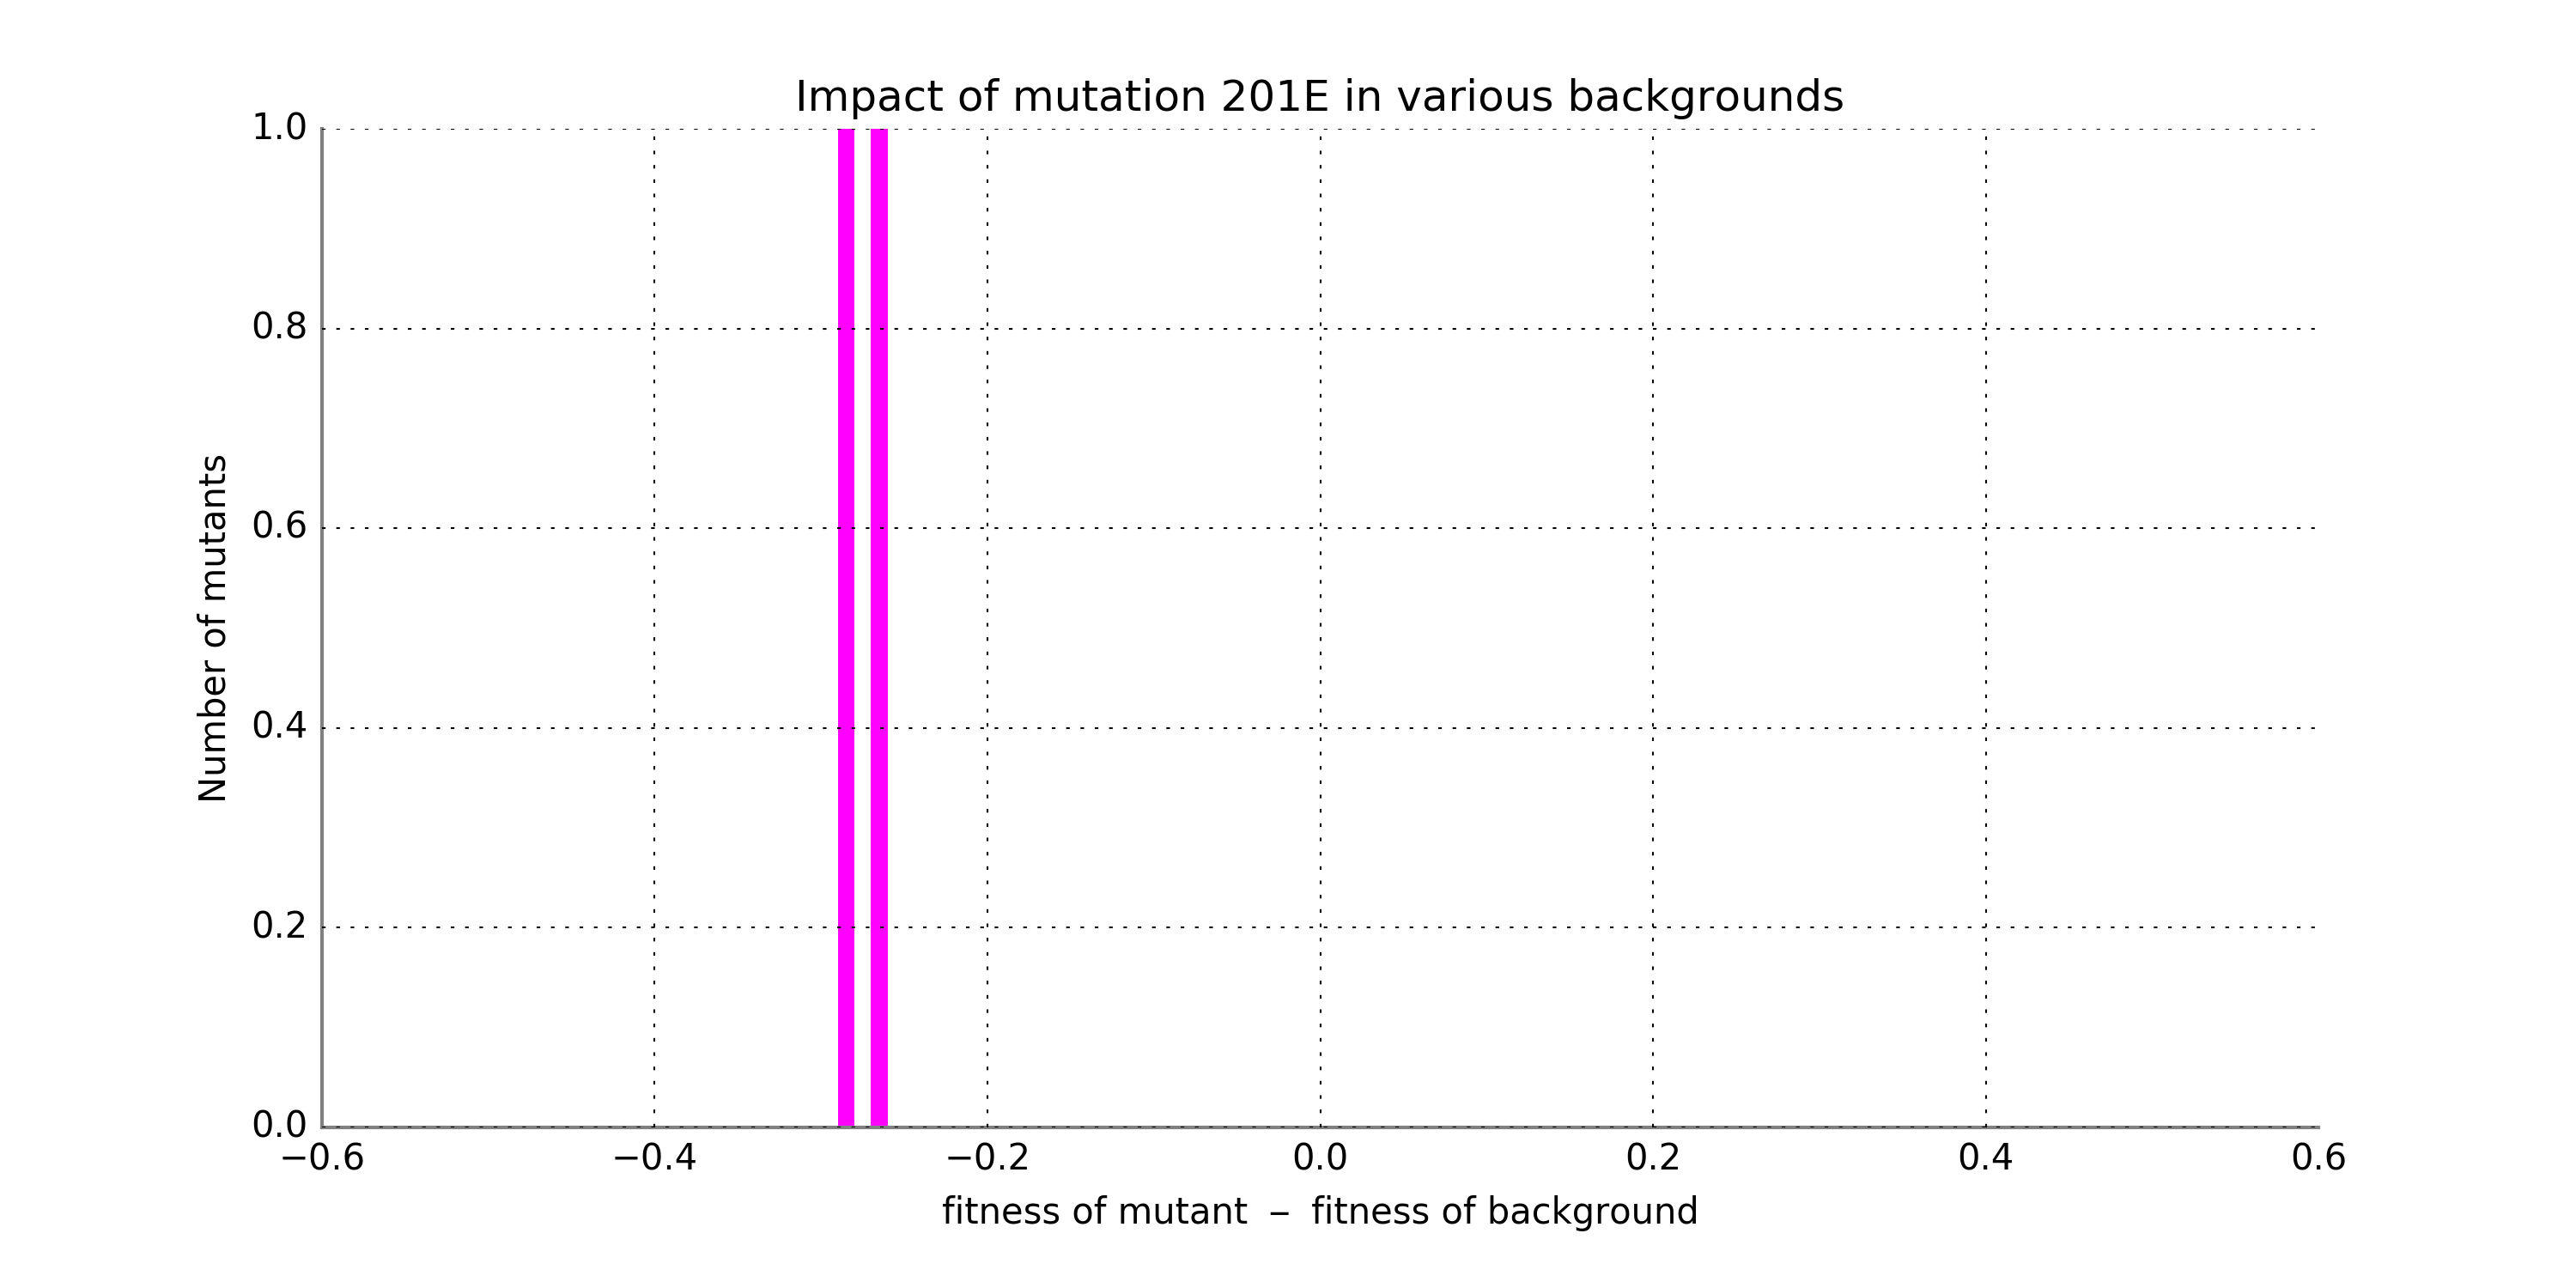 Impact of mutation 201E in various backgrounds
1.0
0.8
0.6
0.4
0.2
0.0
Number of mutants
−0.6 −0.4 −0.2 0.0 0.2 0.4 0.6
fitness of mutant − fitness of background